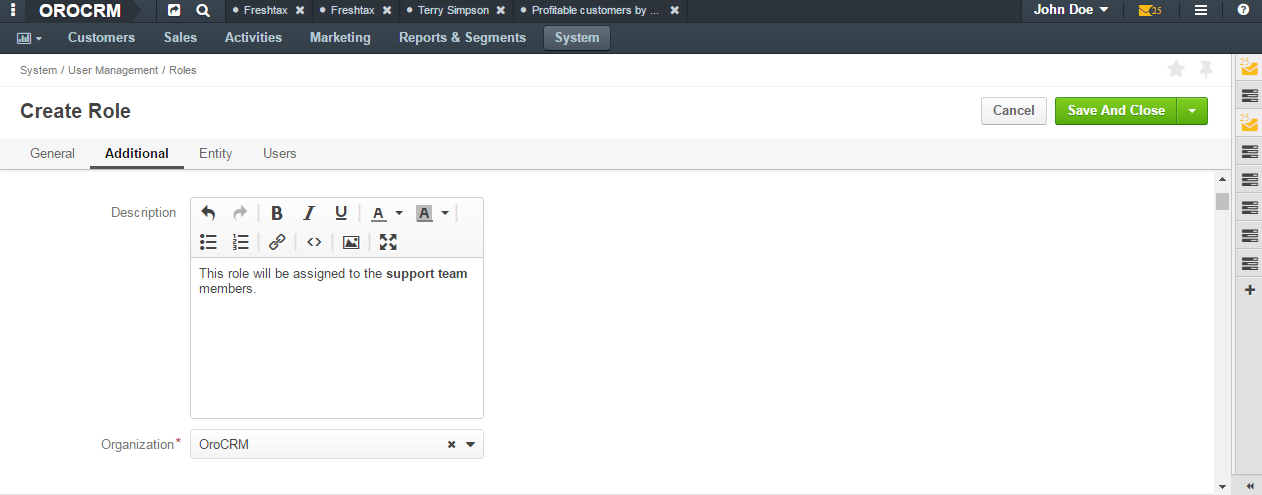 OROCRM Freshtax Freshtax Terry Simpson Profitable customers by ... John Doe 25
Customers Sales Activities Marketing Reports & Segments System
System / User Management / Roles
Create Role Cancel Save And Close
General Additional Entity Users
Description
B I U A A
This role will be assigned to the support team
members.
Organization* OroCRM
25
25